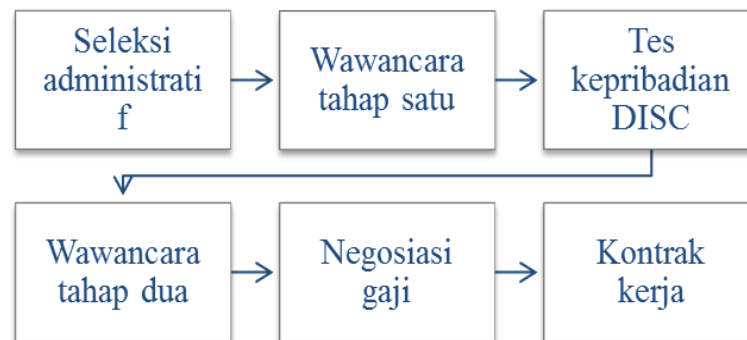 Seleksi
administrati
f
Wawancara
tahap satu
Tes
kepribadian
DISC
Wawancara
tahap dua
Negosiasi
gaji
Kontrak
kerja